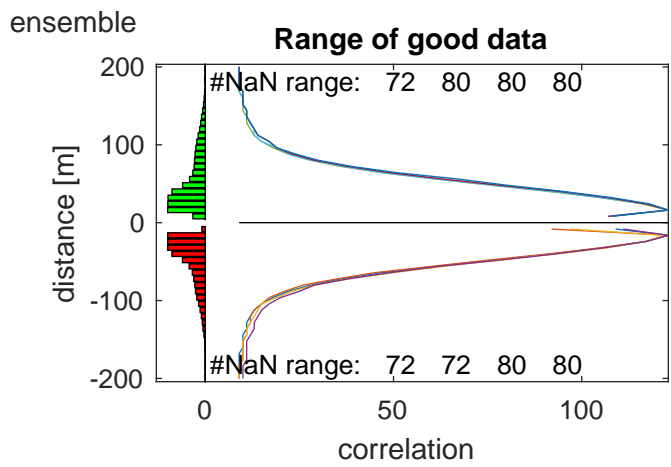 ensemble
Range of good data
#NaN range: 72 80 80 80
200
100
0
-100
-200
distance [m]
#NaN range: 72 72 80 80
0 50 100
correlation